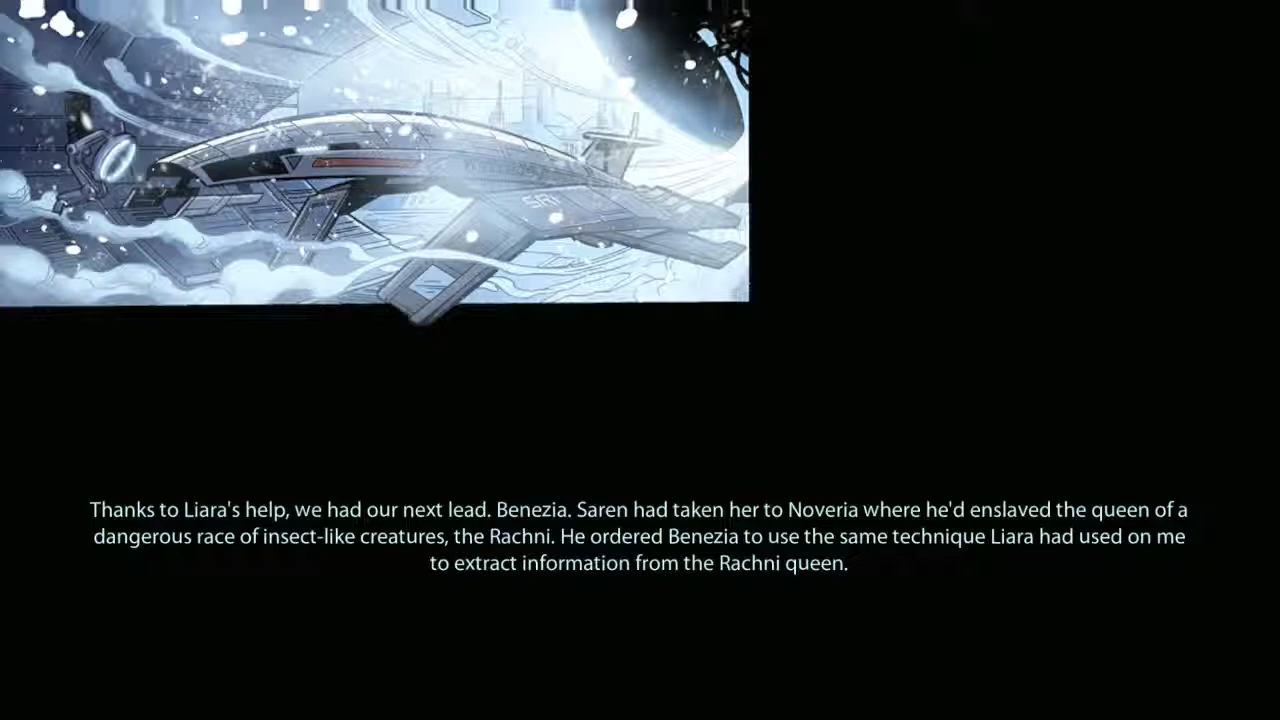 SR1
Thanks to Liara's help, we had our next lead. Benezia. Saren had taken her to Noveria where he'd enslaved the queen of a
dangerous race of insect-like creatures, the Rachni. He ordered Benezia to use the same technique Liara had used on me
to extract information from the Rachni queen.